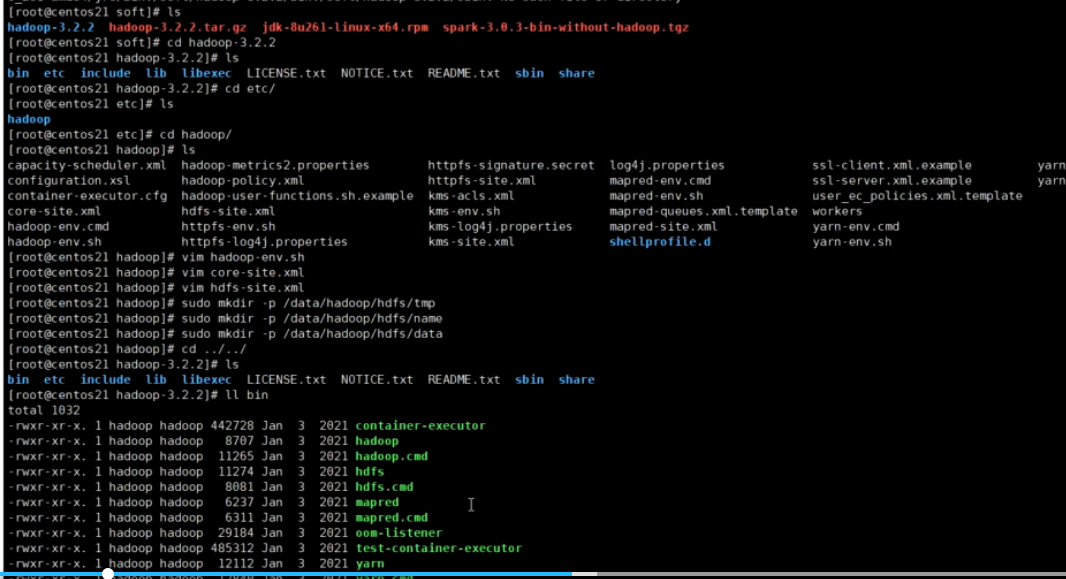 [root@centos21 soft]# ls
hadoop-3.2.2 hadoop-3.2.2.tar.gz jdk-8u261-linux-x64.rpm spark-3.0.3-bin-without-hadoop.tgz
[root@centos21 soft]# cd hadoop-3.2.2
[root@centos21 hadoop-3.2.2]# ls
bin etc include lib libexec LICENSE.txt NOTICE.txt README.txt sbin share
[root@centos21 hadoop-3.2.2]# cd etc/
[root@centos21 etc]# ls
hadoop
[root@centos21 etc]# cd hadoop/
[root@centos21 hadoop]# ls
capacity-scheduler.xml hadoop-metrics2.properties httpfs-signature.secret log4j.properties ssl-client.xml.example yarn
configuration.xsl hadoop-policy.xml httpfs-site.xml mapred-env.cmd ssl-server.xml.example yarn
container-executor.cfg hadoop-user-functions.sh.example kms-acls.xml mapred-env.sh user_ec_policies.xml.template
core-site.xml hdfs-site.xml kms-env.sh mapred-queues.xml.template workers
hadoop-env.cmd httpfs-env.sh kms-log4j.properties mapred-site.xml yarn-env.cmd
hadoop-env.sh httpfs-log4j.properties kms-site.xml shellprofile.d yarn-env.sh
[root@centos21 hadoop]# vim hadoop-env.sh
[root@centos21 hadoop]# vim core-site.xml
[root@centos21 hadoop]# vim hdfs-site.xml
[root@centos21 hadoop]# sudo mkdir -p /data/hadoop/hdfs/tmp
[root@centos21 hadoop]# sudo mkdir -p /data/hadoop/hdfs/name
[root@centos21 hadoop]# sudo mkdir -p /data/hadoop/hdfs/data
[root@centos21 hadoop]# cd ../../
[root@centos21 hadoop-3.2.2]# ls
bin etc include lib libexec LICENSE.txt NOTICE.txt README.txt sbin share
[root@centos21 hadoop-3.2.2]# ll bin
total 1032
-rwxr-xr-x. 1 hadoop hadoop 442728 Jan 3 2021 container-executor
-rwxr-xr-x. 1 hadoop hadoop 8707 Jan 3 2021 hadoop
-rwxr-xr-x. 1 hadoop hadoop 11265 Jan 3 2021 hadoop.cmd
-rwxr-xr-x. 1 hadoop hadoop 11274 Jan 3 2021 hdfs
-rwxr-xr-x. 1 hadoop hadoop 8081 Jan 3 2021 hdfs.cmd
-rwxr-xr-x. 1 hadoop hadoop 6237 Jan 3 2021 mapred
-rwxr-xr-x. 1 hadoop hadoop 6311 Jan 3 2021 mapred.cmd
-rwxr-xr-x. 1 hadoop hadoop 29184 Jan 3 2021 oom-listener
-rwxr-xr-x. 1 hadoop hadoop 485312 Jan 3 2021 test-container-executor
-rwxr-xr-x. 1 hadoop hadoop 12112 Jan 3 2021 yarn